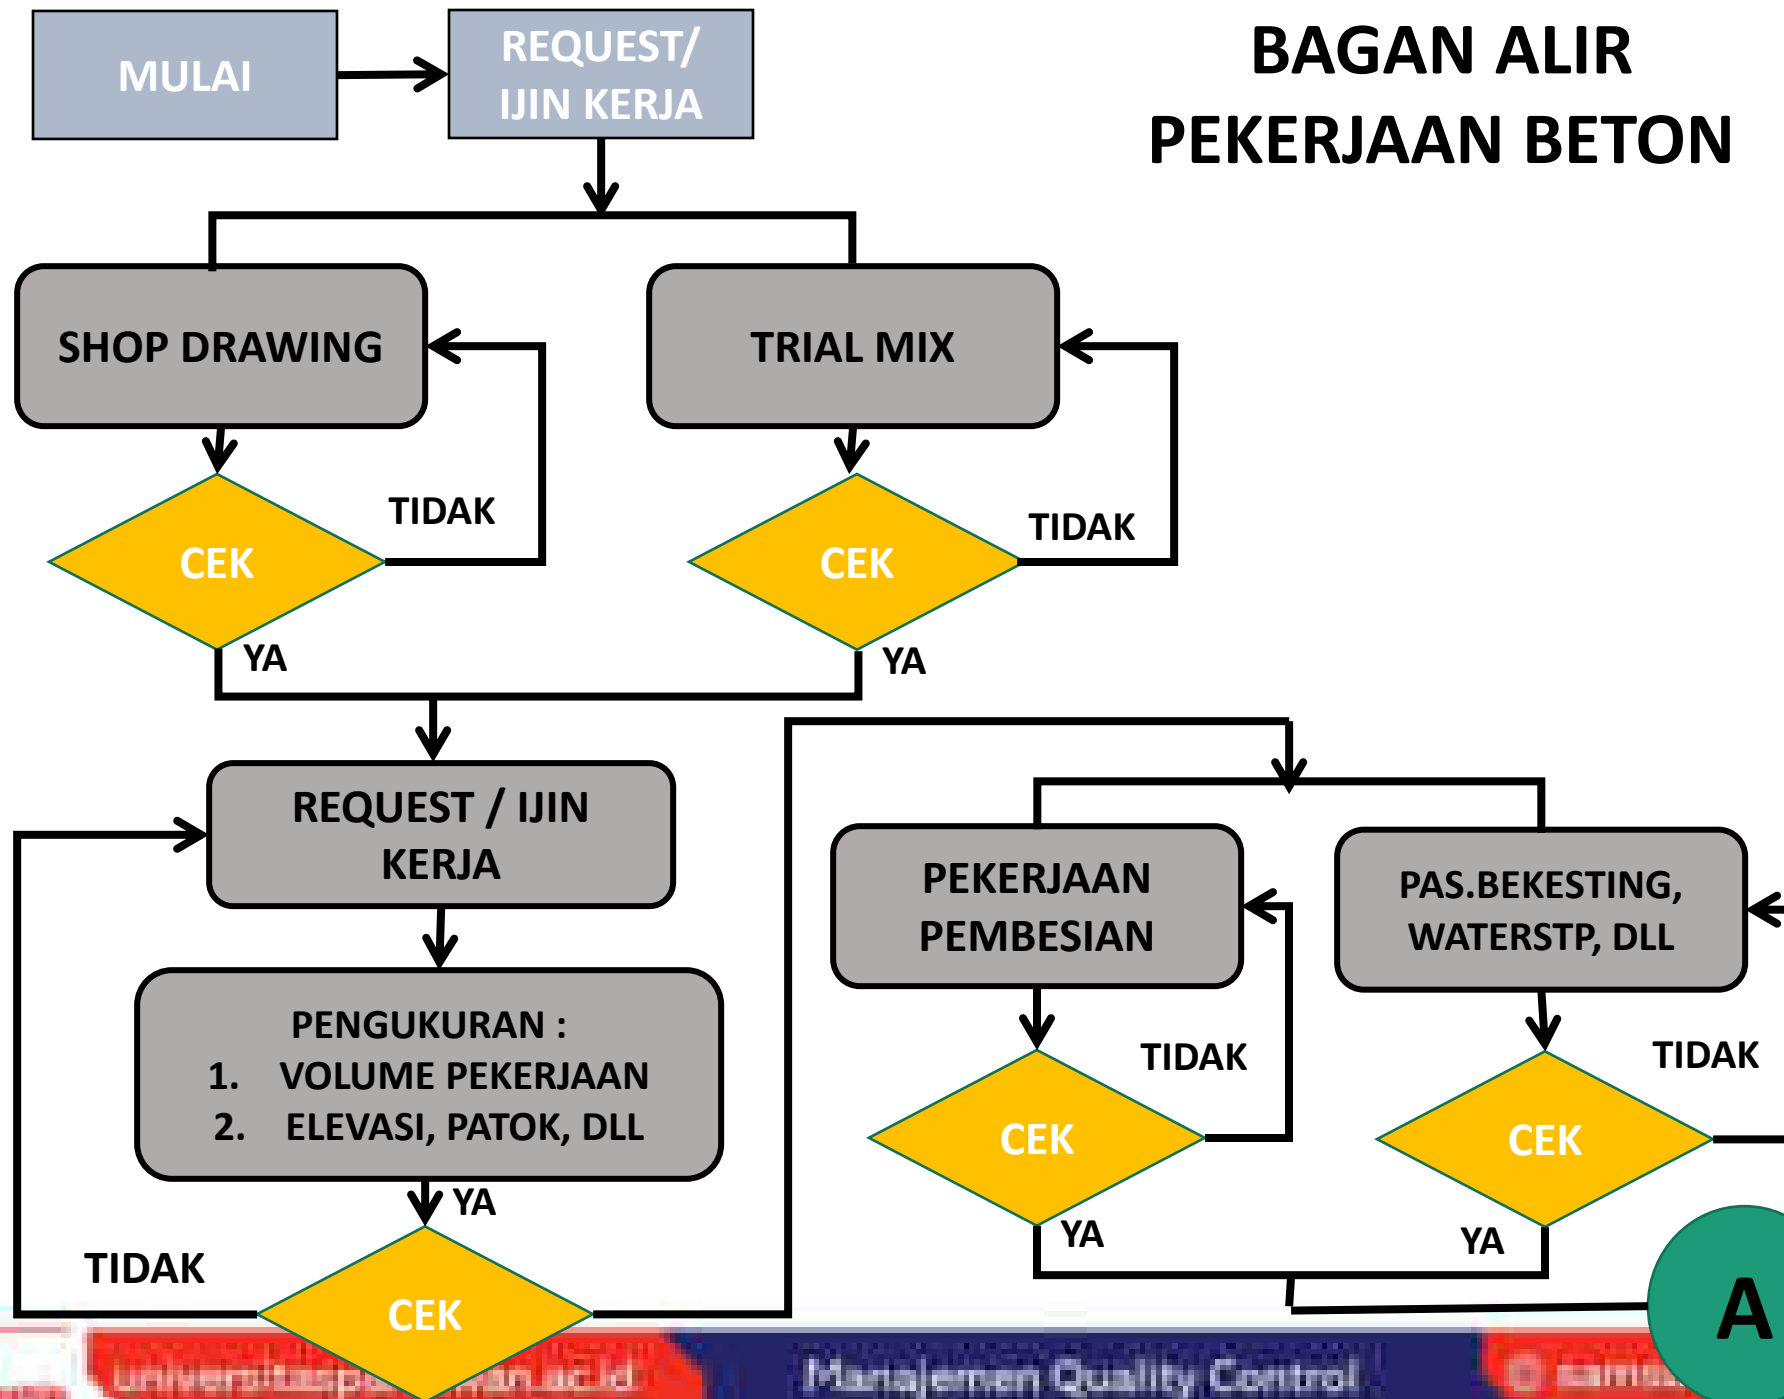 BAGAN ALIR
PEKERJAAN BETON
MULAI
REQUEST/
IJIN KERJA
SHOP DRAWING
TRIAL MIX
TIDAK
TIDAK
CEK
CEK
YA
YA
REQUEST / IJIN
KERJA
PEKERJAAN
PEMBESIAN
PAS.BEKESTING,
WATERSTP, DLL
PENGUKURAN :
1. VOLUME PEKERJAAN
2. ELEVASI, PATOK, DLL
TIDAK
TIDAK
CEK
CEK
YA
YA
YA
TIDAK
CEK
A
Manajemen Quality Control